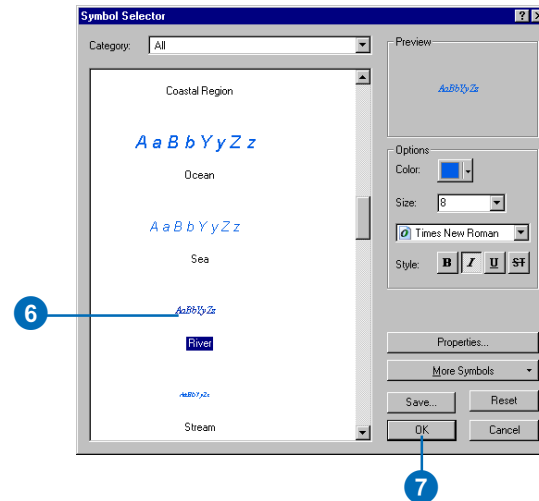 Symbol Selector
Category: All
Coastal Region
AaBbYyZz
Ocean
AaBbYyZz
Sea
AaBbYyZz
River
AaBbYyZz
Stream
Preview
AaBbYyZz
Options
Color:
Size: 8
Times New Roman
Style: B I U ST
Properties...
More Symbols
Save... Reset
OK Cancel
6
7